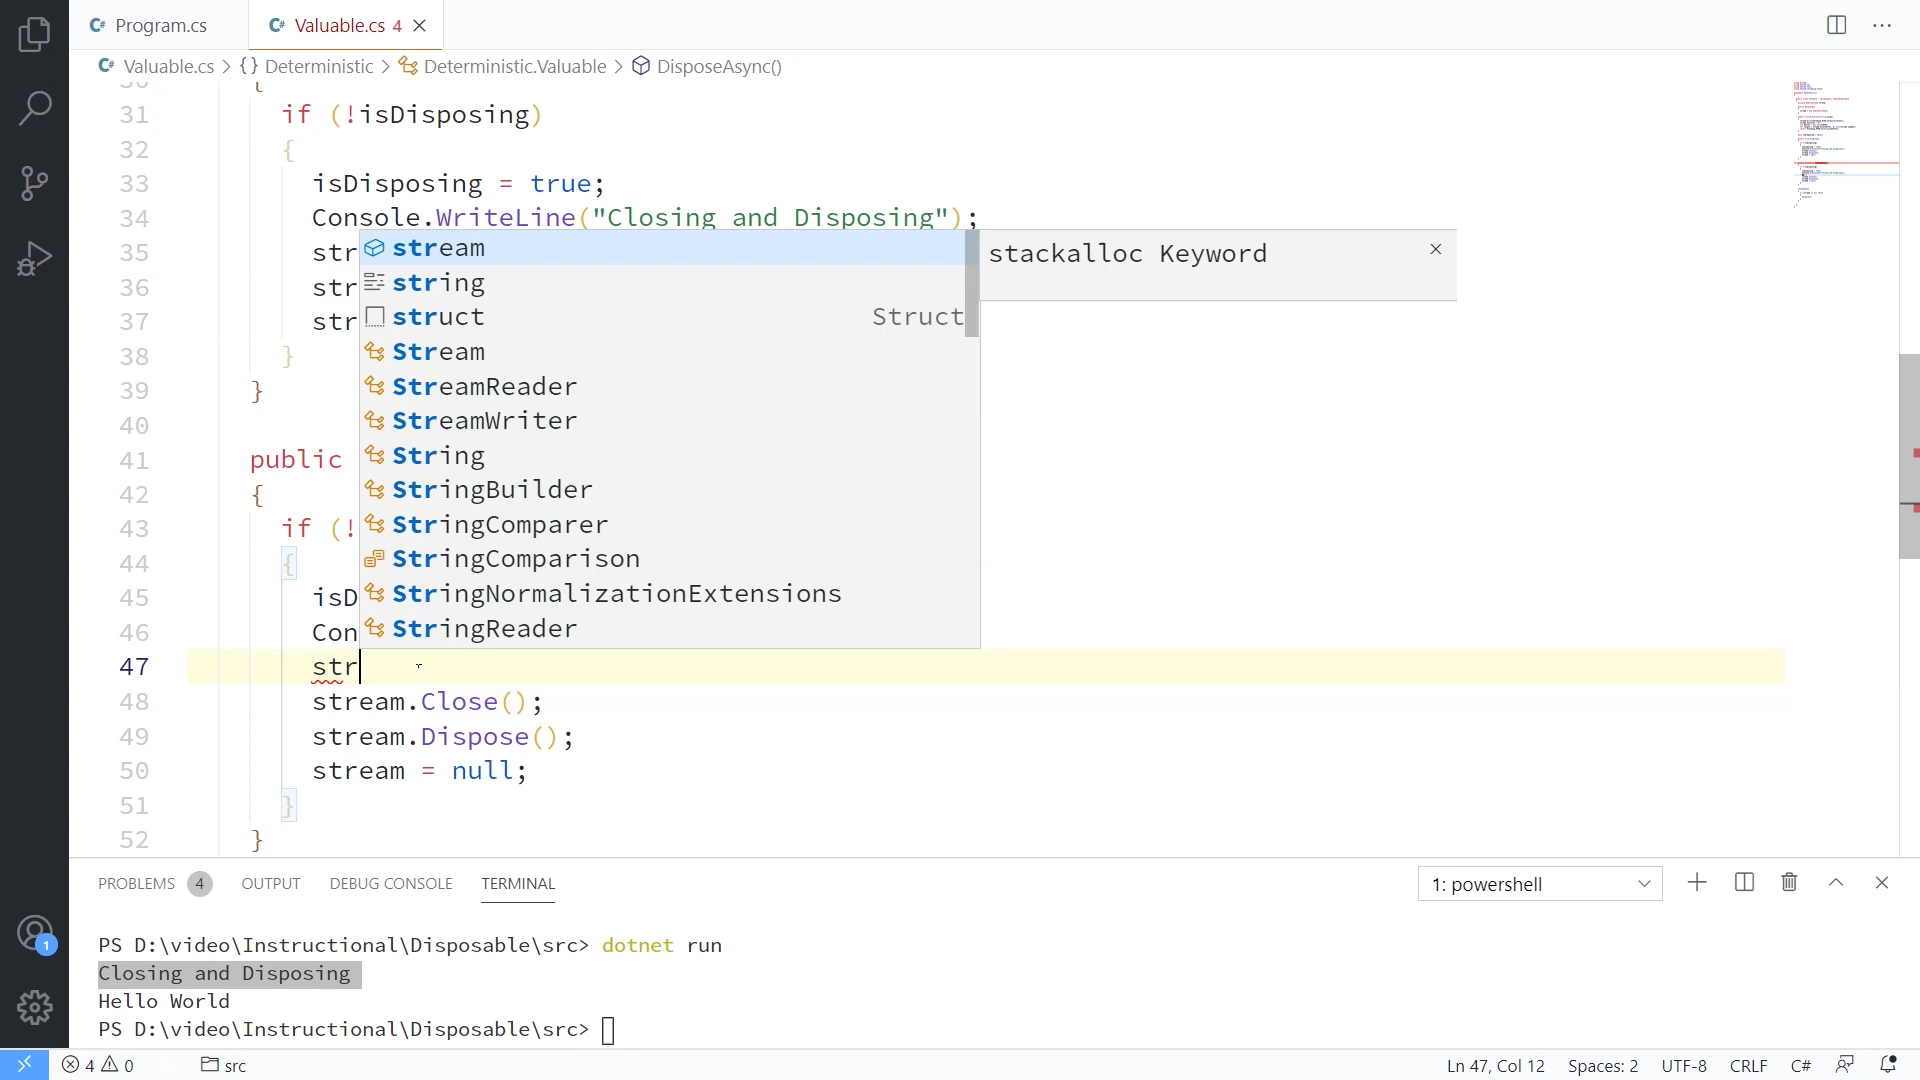 C# Program.cs
C# Valuable.cs 4
C# Valuable.cs > {} Deterministic > Deterministic.Valuable > DisposeAsync()
30 {
31 if (!isDisposing)
32 {
33 isDisposing = true;
34 Console.WriteLine("Closing and Disposing");
35 str
36 str
37 str
38 }
39 }
40
41 public
42 {
43 if (!
44 {
45 isD
46 Con
47 str
48 stream.Close();
49 stream.Dispose();
50 stream = null;
51 }
52 }
stream
string
struct Struct
Stream
StreamReader
StreamWriter
String
StringBuilder
StringComparer
StringComparison
StringNormalizationExtensions
StringReader
stackalloc Keyword
PROBLEMS 4 OUTPUT DEBUG CONSOLE TERMINAL 1: powershell
PS D:\video\Instructional\Disposable\src> dotnet run
Closing and Disposing
Hello World
PS D:\video\Instructional\Disposable\src>
1
4 0 src Ln 47, Col 12 Spaces: 2 UTF-8 CRLF C#